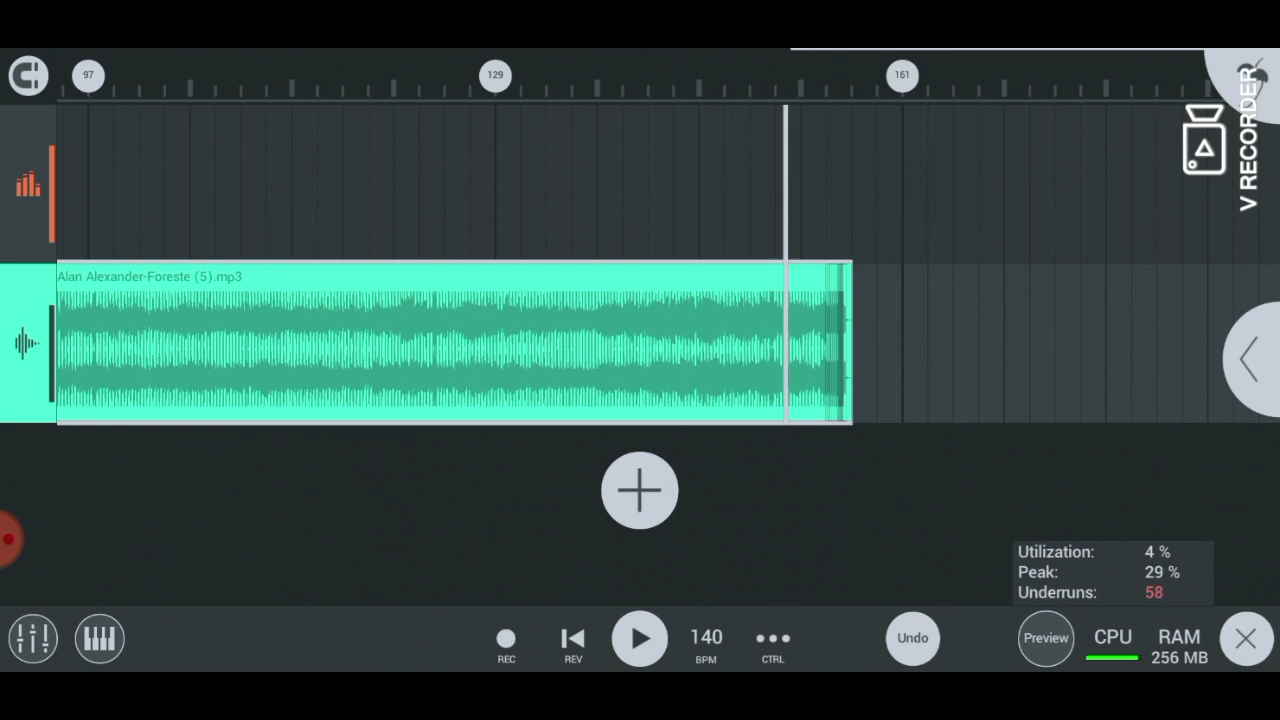 97
129
161
V RECORDER
Alan Alexander-Foreste (5).mp3
Utilization: 4 %
Peak: 29 %
Underruns: 58
REC
REV
140
BPM
CTRL
Undo
Preview
CPU
RAM
256 MB